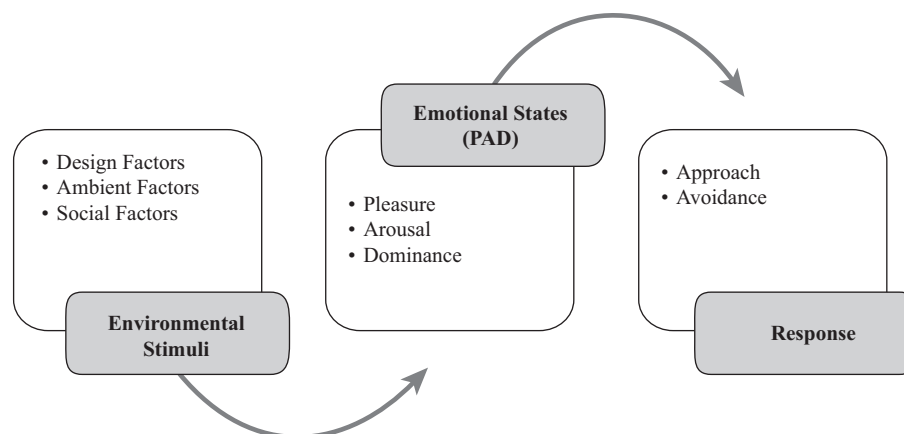 • Design Factors
• Ambient Factors
• Social Factors
Environmental
Stimuli
Emotional States
(PAD)
• Pleasure
• Arousal
• Dominance
• Approach
• Avoidance
Response